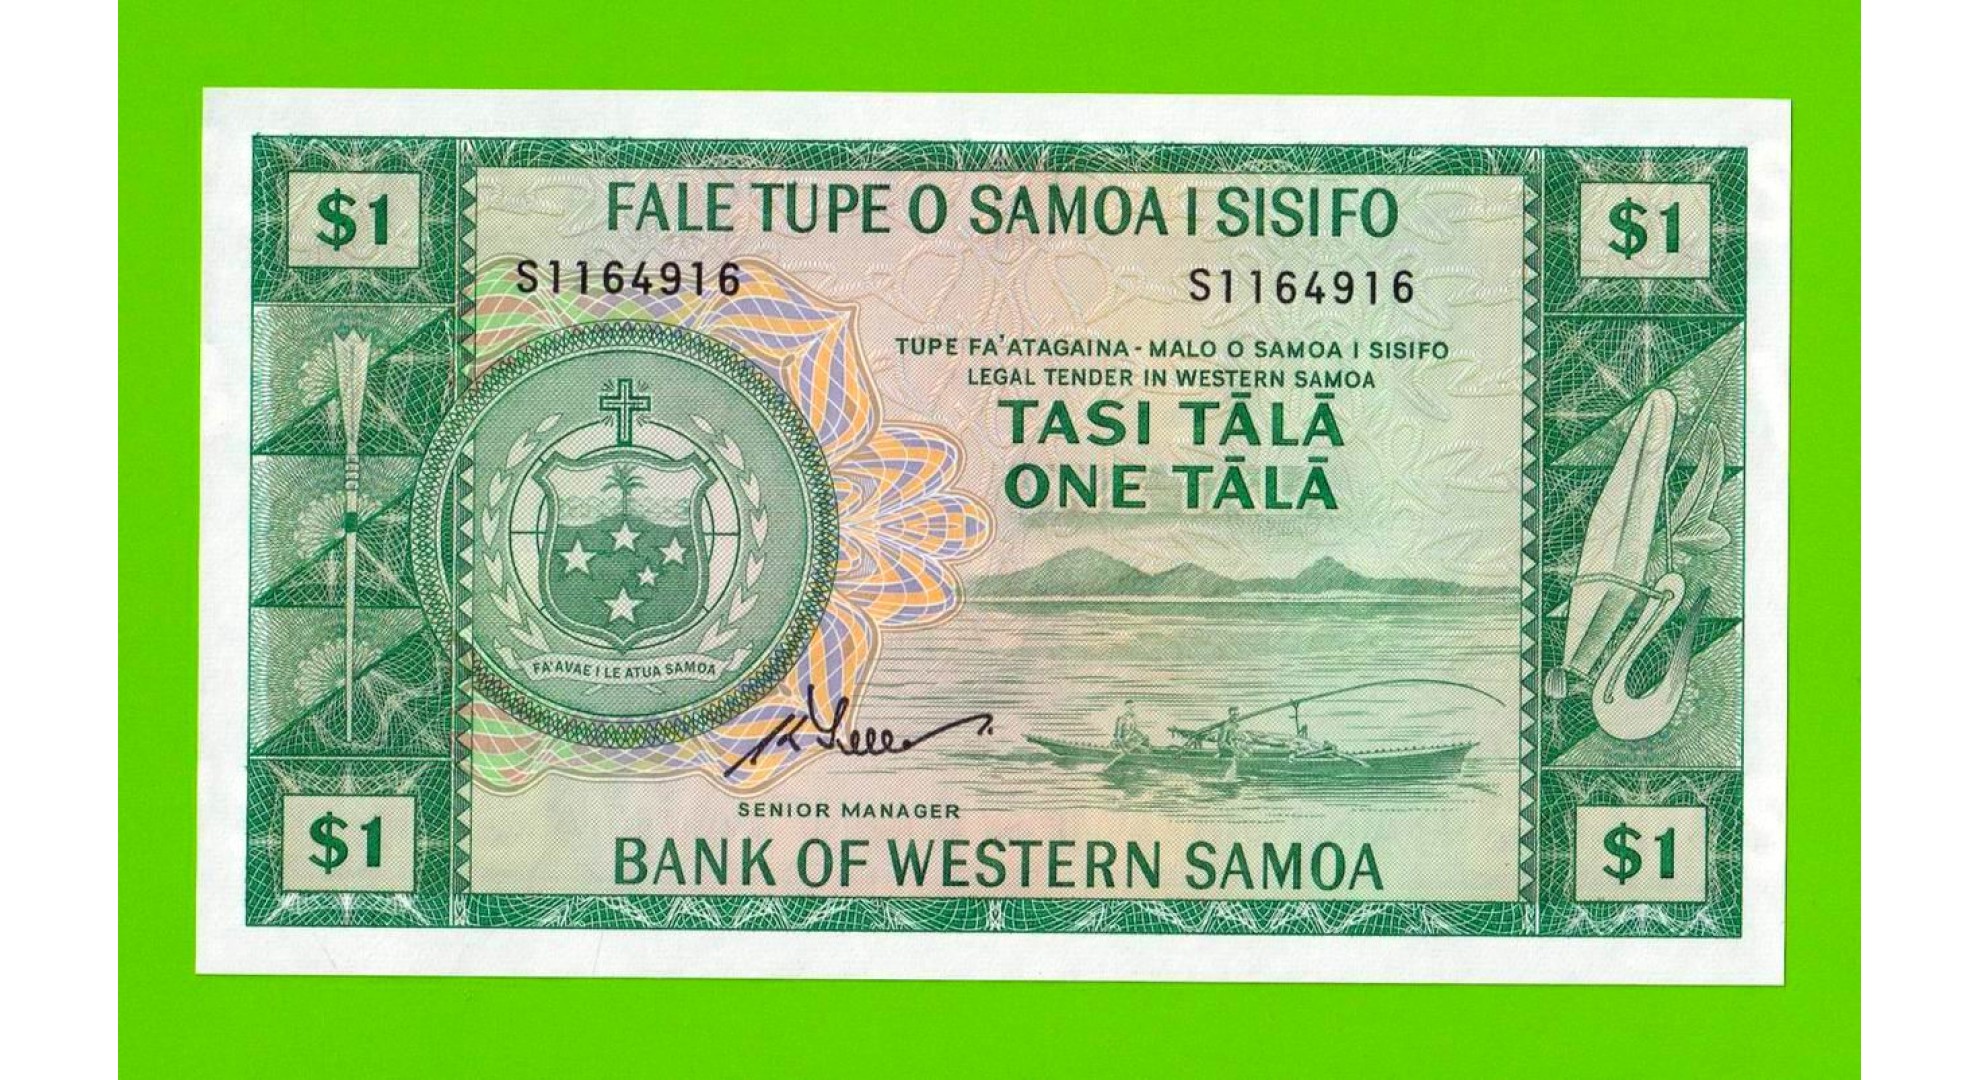 $1
FALE TUPE O SAMOA I SISIFO
$1
S1164916
S1164916
TUPE FA'ATAGAINA - MALO O SAMOA I SISIFO
LEGAL TENDER IN WESTERN SAMOA
TASI TĀLĀ
ONE TĀLĀ
FA'AVAE I LE ATUA SAMOA
SENIOR MANAGER
$1
BANK OF WESTERN SAMOA
$1